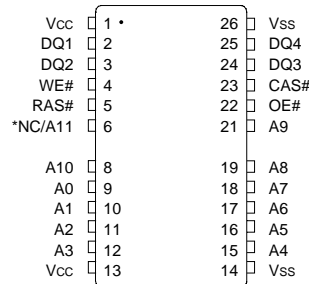 Vcc 1 • 26 Vss
DQ1 2 25 DQ4
DQ2 3 24 DQ3
WE# 4 23 CAS#
RAS# 5 22 OE#
*NC/A11 6 21 A9
A10 8 19 A8
A0 9 18 A7
A1 10 17 A6
A2 11 16 A5
A3 12 15 A4
Vcc 13 14 Vss